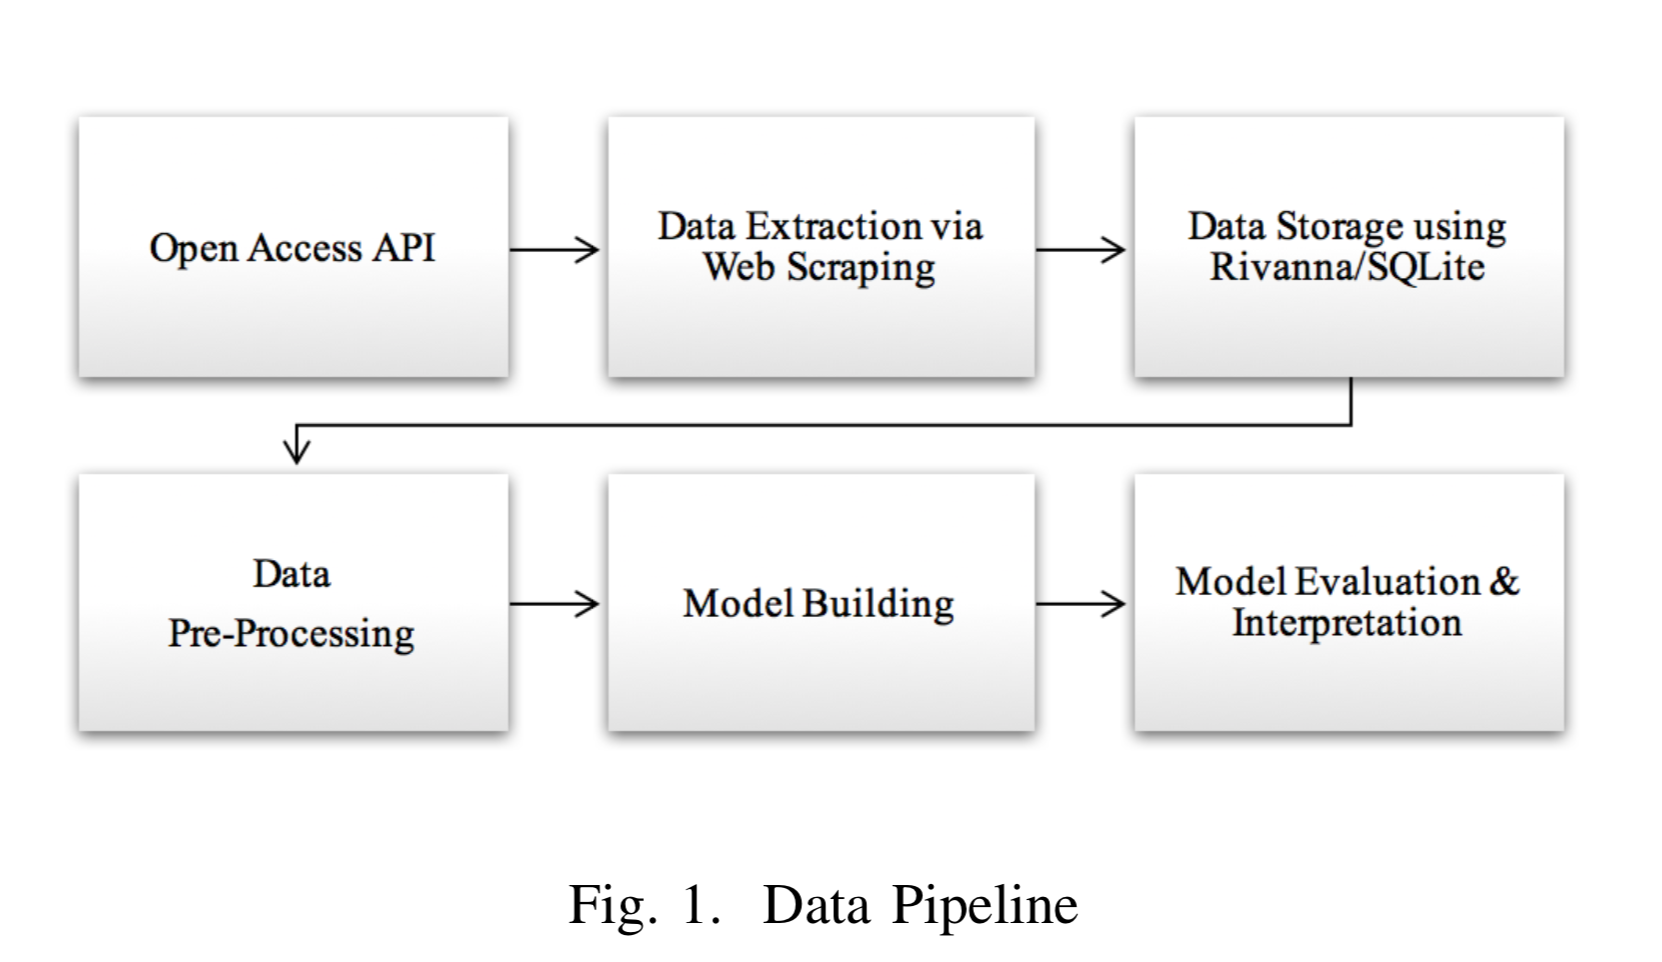 Open Access API
Data Extraction via
Web Scraping
Data Storage using
Rivanna/SQLite
Data
Pre-Processing
Model Building
Model Evaluation &
Interpretation
Fig. 1. Data Pipeline